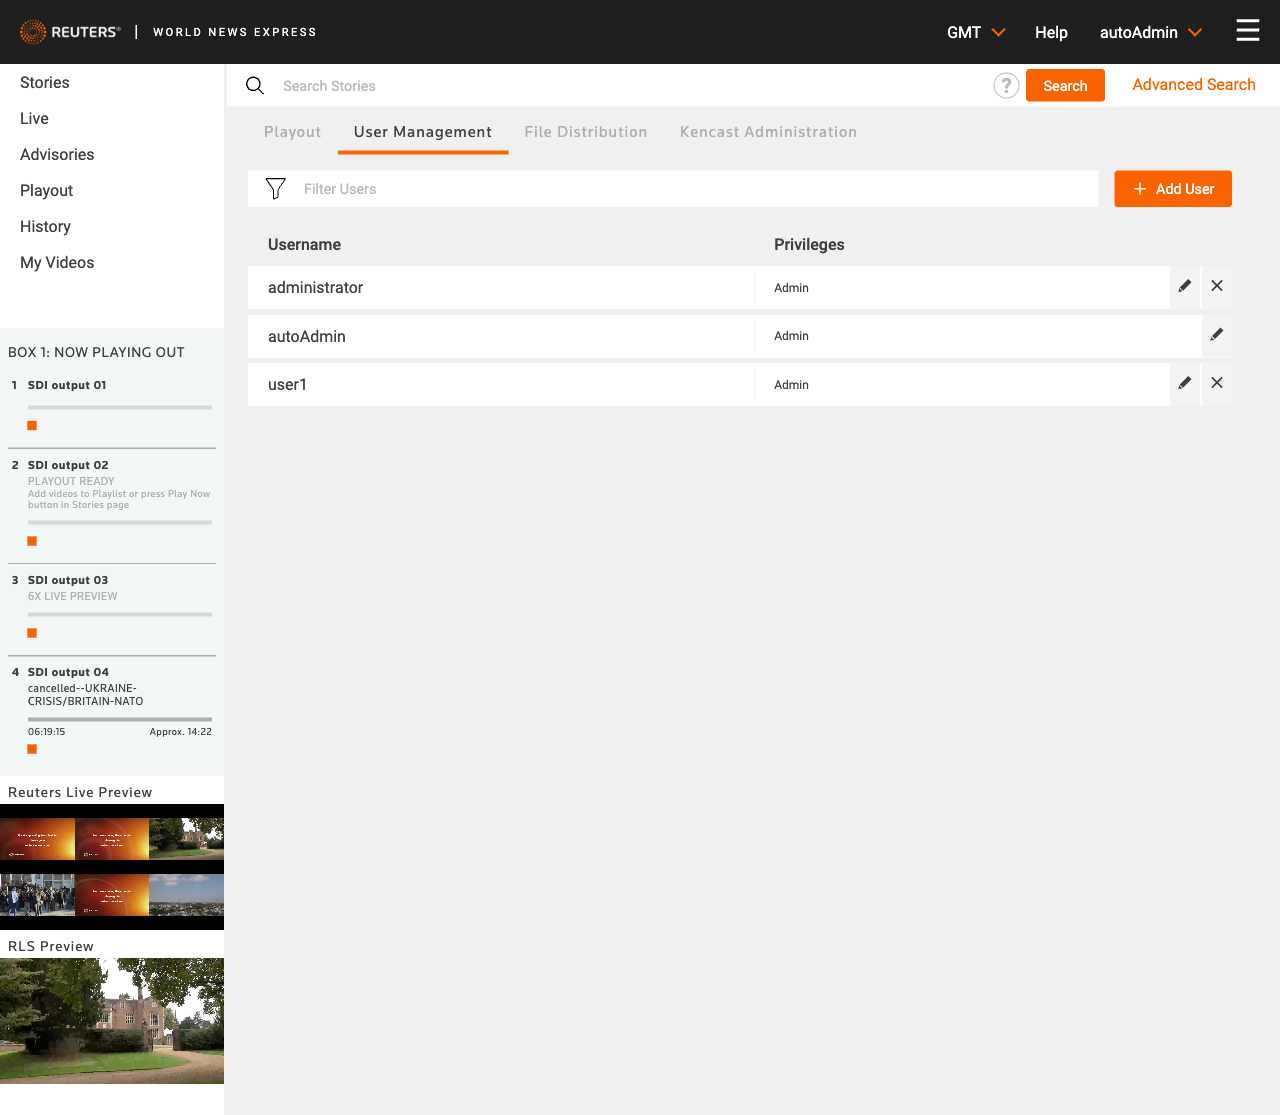 REUTERS® | WORLD NEWS EXPRESS
GMT
Help
autoAdmin
Stories
Live
Advisories
Playout
History
My Videos
Search Stories
?
Search
Advanced Search
Playout
User Management
File Distribution
Kencast Administration
Filter Users
+ Add User
Username
Privileges
administrator
Admin
autoAdmin
Admin
user1
Admin
BOX 1: NOW PLAYING OUT
1 SDI output 01
2 SDI output 02
PLAYOUT READY
Add videos to Playlist or press Play Now
button in Stories page
3 SDI output 03
6X LIVE PREVIEW
4 SDI output 04
cancelled--UKRAINE-
CRISIS/BRITAIN-NATO
06:19:15
Approx. 14:22
Reuters Live Preview
RLS Preview